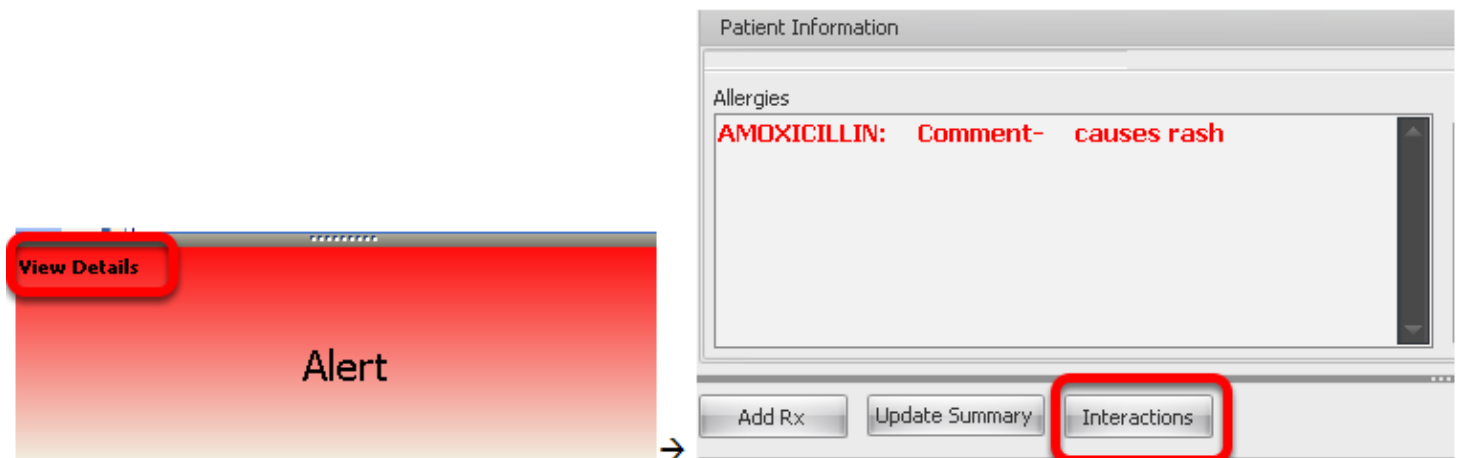 View Details
Alert
→
Patient Information
Allergies
AMOXICILLIN: Comment- causes rash
Add Rx Update Summary Interactions